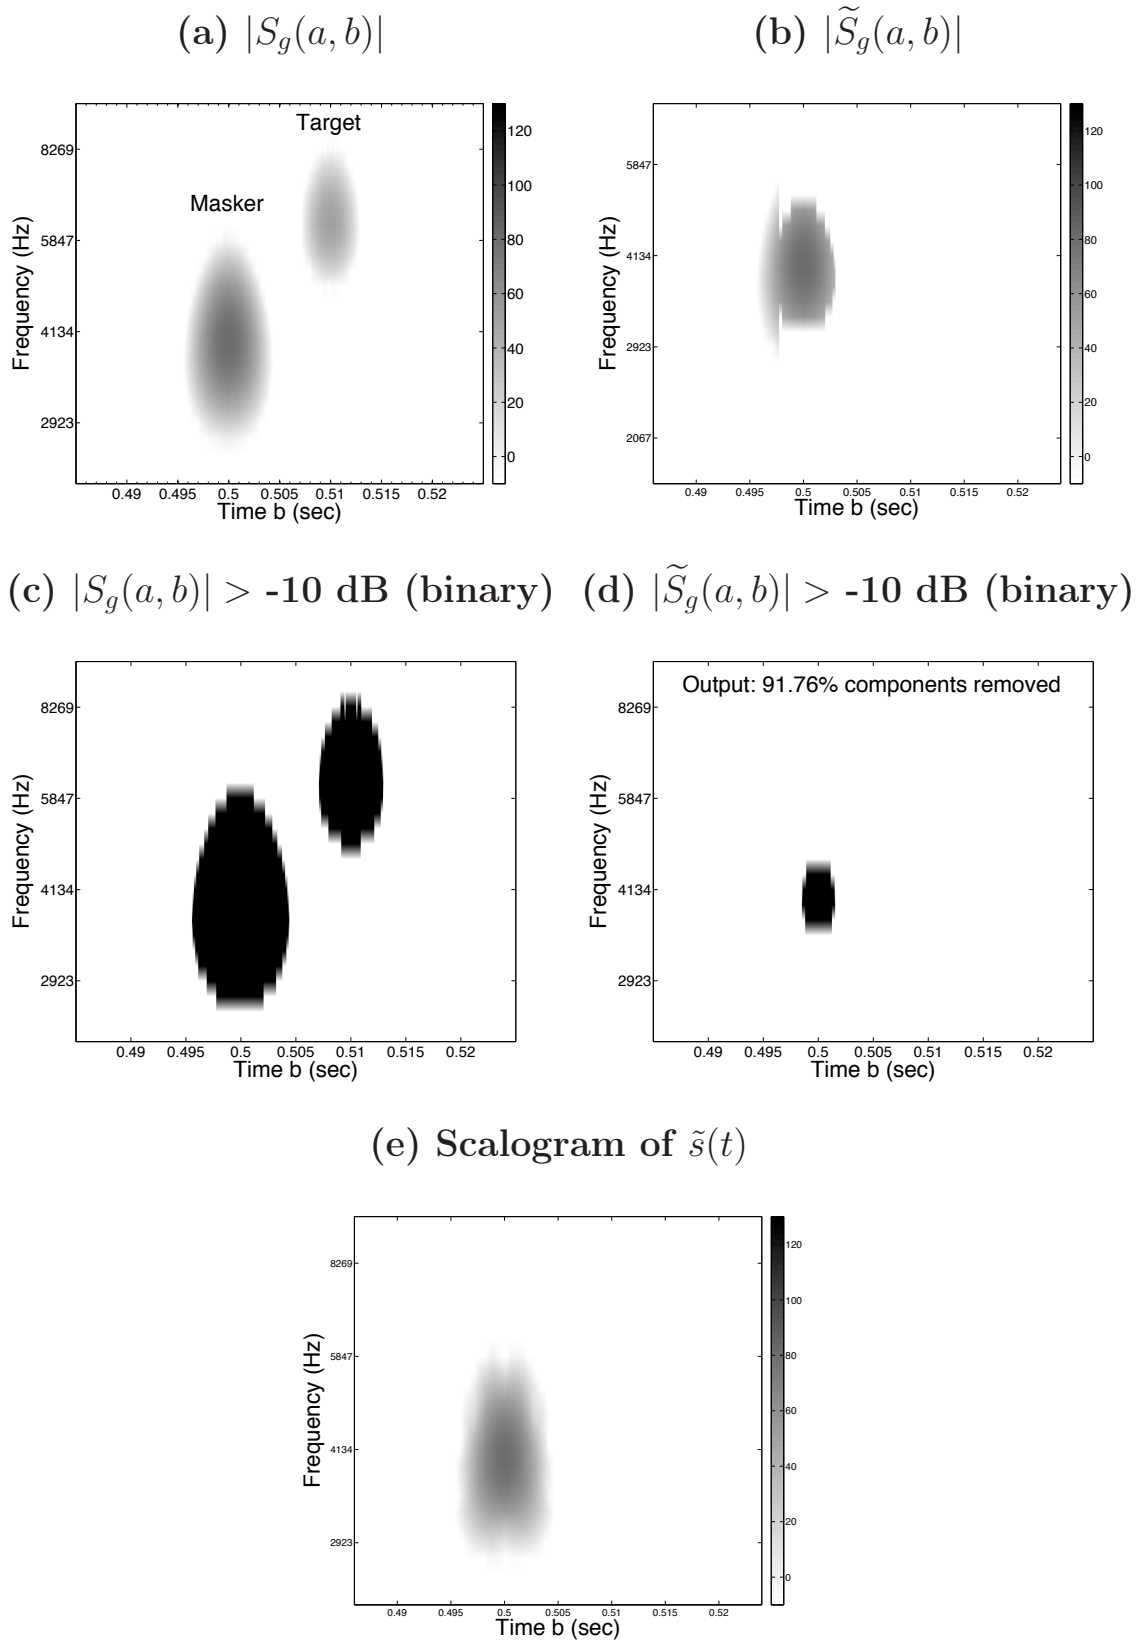 (a) |S_g(a, b)|
(b) |S̃_g(a, b)|
Target
Masker
8269
5847
4134
2923
Frequency (Hz)
0.49 0.495 0.5 0.505 0.51 0.515 0.52
Time b (sec)
120
100
80
60
40
20
0
5847
4134
2923
2067
Frequency (Hz)
0.49 0.495 0.5 0.505 0.51 0.515 0.52
Time b (sec)
120
100
80
60
40
20
0
(c) |S_g(a, b)| > -10 dB (binary)
(d) |S̃_g(a, b)| > -10 dB (binary)
8269
5847
4134
2923
Frequency (Hz)
0.49 0.495 0.5 0.505 0.51 0.515 0.52
Time b (sec)
Output: 91.76% components removed
8269
5847
4134
2923
Frequency (Hz)
0.49 0.495 0.5 0.505 0.51 0.515 0.52
Time b (sec)
(e) Scalogram of s̃(t)
8269
5847
4134
2923
Frequency (Hz)
0.49 0.495 0.5 0.505 0.51 0.515 0.52
Time b (sec)
120
100
80
60
40
20
0